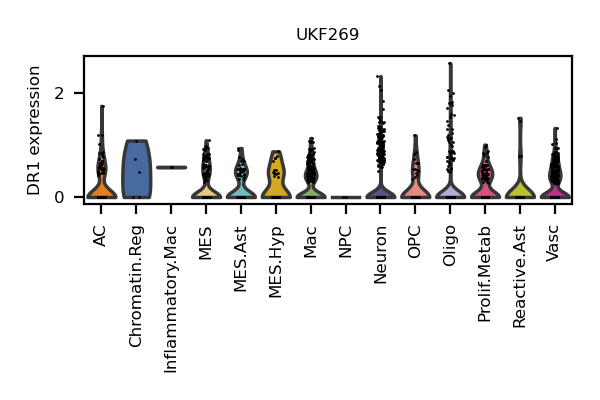 UKF269
DR1 expression
2
0
AC
Chromatin.Reg
Inflammatory.Mac
MES
MES.Ast
MES.Hyp
Mac
NPC
Neuron
OPC
Oligo
Prolif.Metab
Reactive.Ast
Vasc